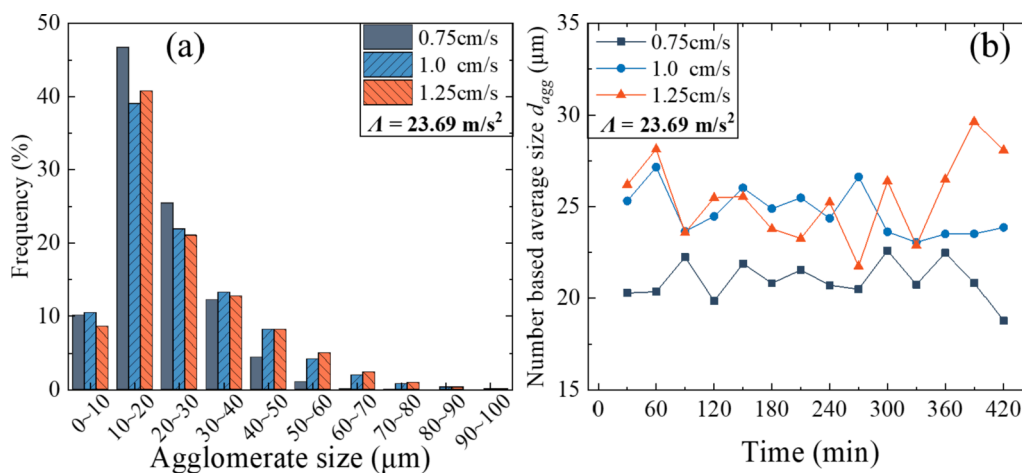 (a)
0.75cm/s
1.0 cm/s
1.25cm/s
Λ = 23.69 m/s²
Frequency (%)
50
40
30
20
10
0
0~10
10~20
20~30
30~40
40~50
50~60
60~70
70~80
80~90
90~100
Agglomerate size (μm)
(b)
0.75cm/s
1.0 cm/s
1.25cm/s
Λ = 23.69 m/s²
Number based average size d_agg (μm)
35
30
25
20
15
0
60
120
180
240
300
360
420
Time (min)